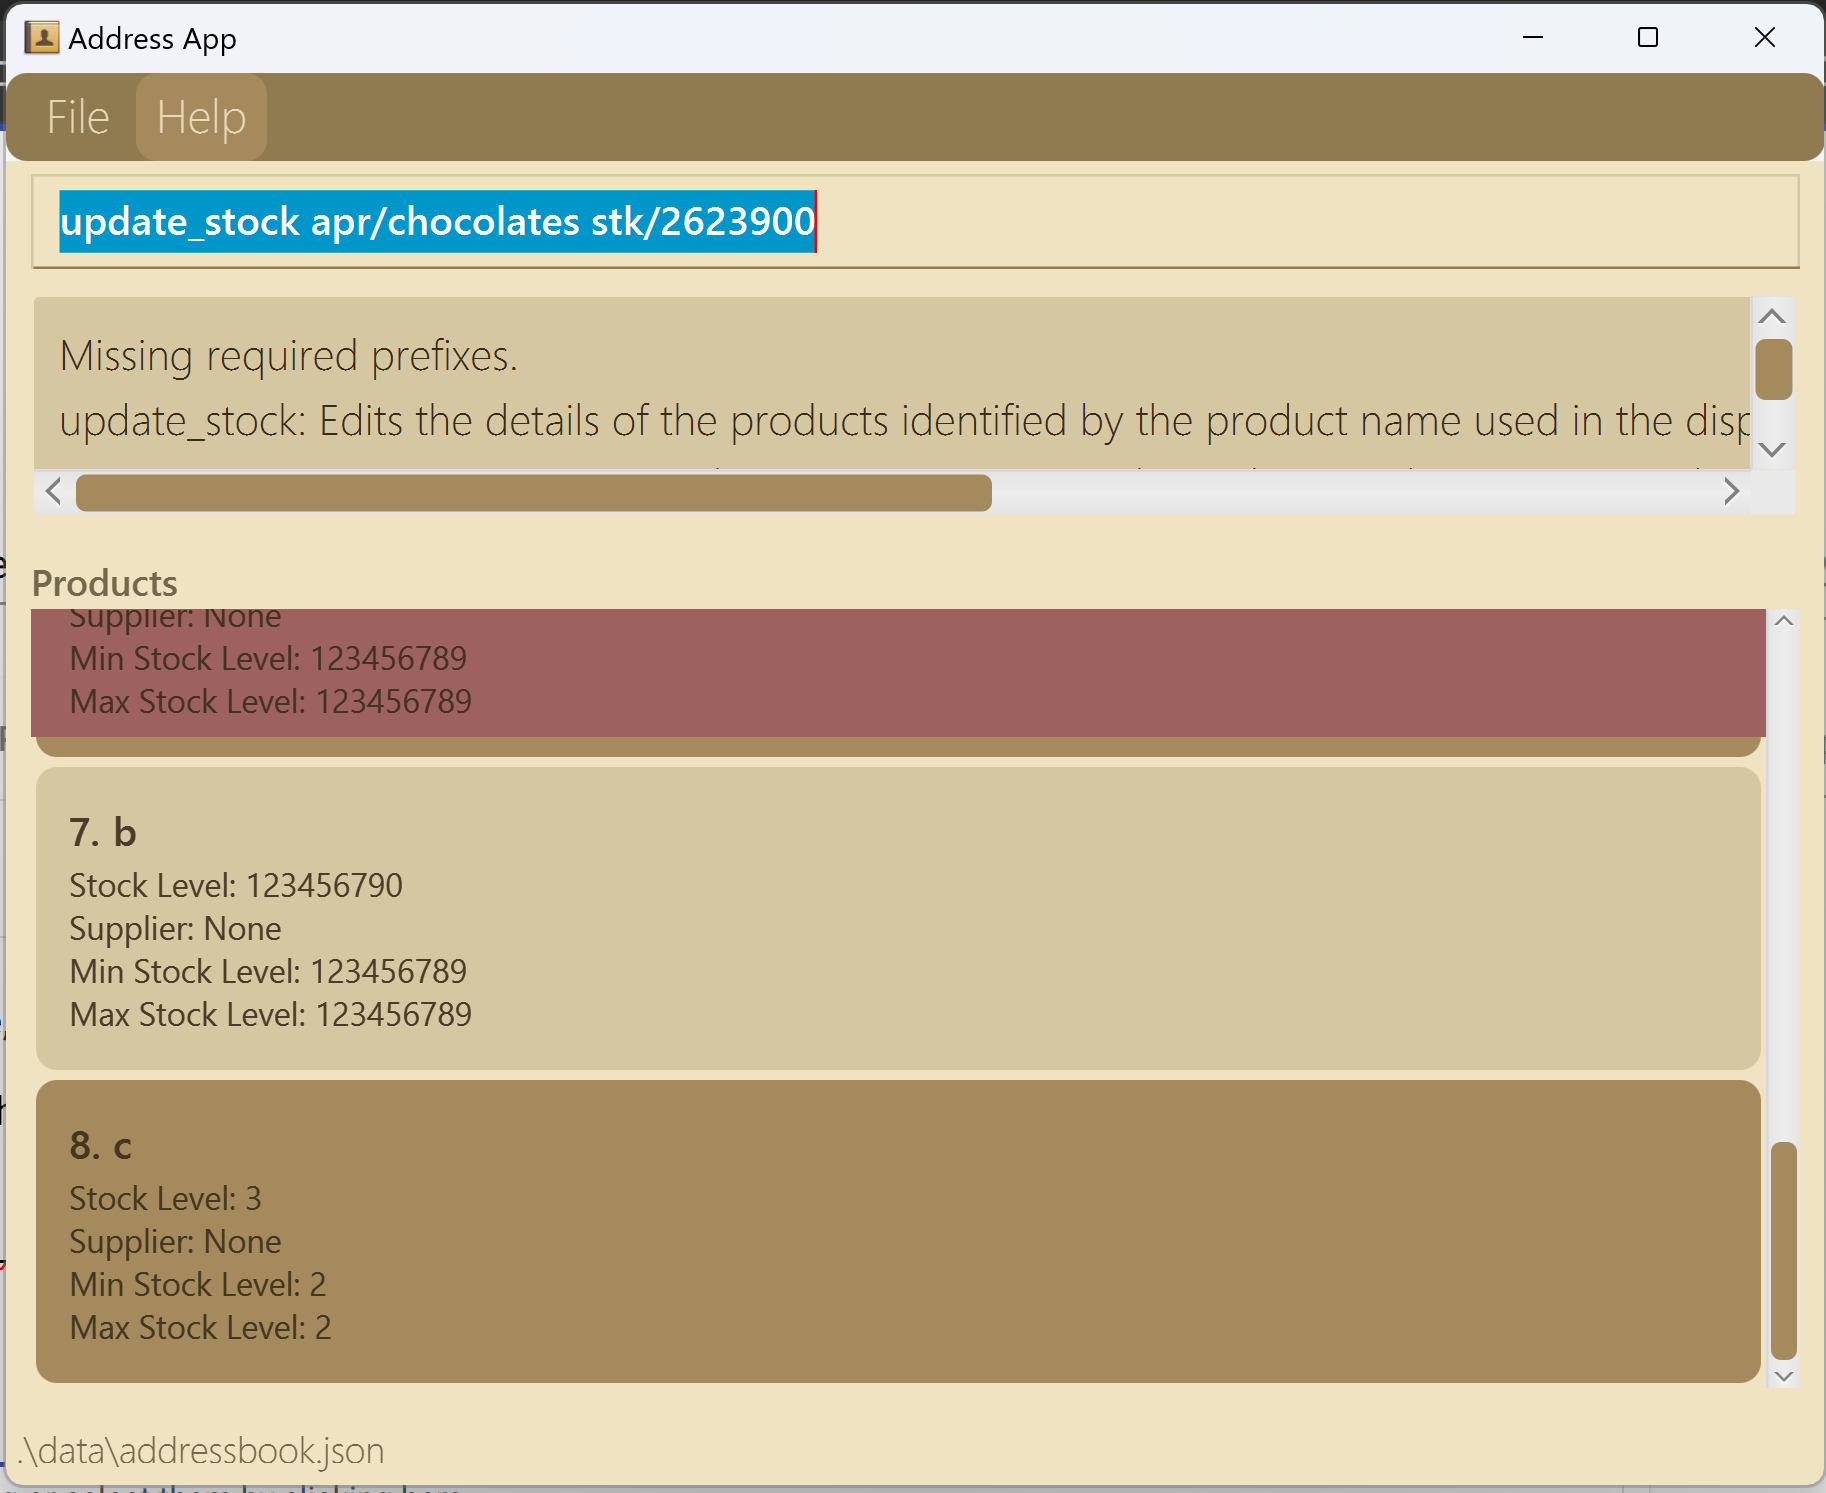 Address App
File Help
update_stock apr/chocolates stk/2623900
Missing required prefixes.
update_stock: Edits the details of the products identified by the product name used in the disp
Products
Supplier: None
Min Stock Level: 123456789
Max Stock Level: 123456789
7. b
Stock Level: 123456790
Supplier: None
Min Stock Level: 123456789
Max Stock Level: 123456789
8. c
Stock Level: 3
Supplier: None
Min Stock Level: 2
Max Stock Level: 2
.\data\addressbook.json